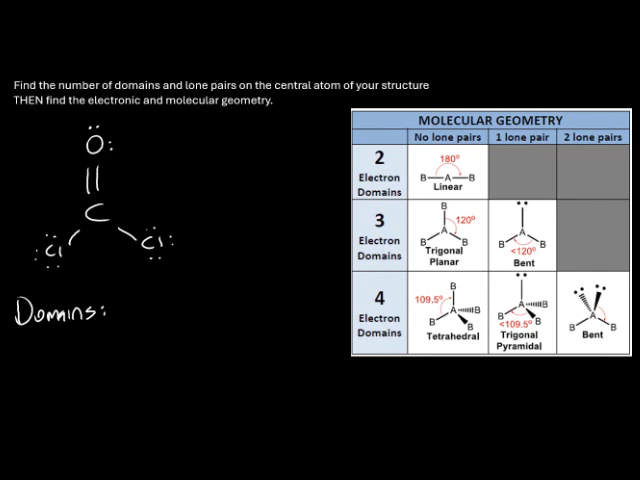 Find the number of domains and lone pairs on the central atom of your structure
THEN find the electronic and molecular geometry.
O
C
Cl Cl
Domains:
MOLECULAR GEOMETRY
No lone pairs 1 lone pair 2 lone pairs
2
Electron
Domains
180°
B A B
Linear
3
Electron
Domains
B
120°
A
B B
Trigonal
Planar
A
B B
<120°
Bent
4
Electron
Domains
B
109.5°
A B
B B
Tetrahedral
A B
B B
<109.5°
Trigonal
Pyramidal
A
B B
Bent